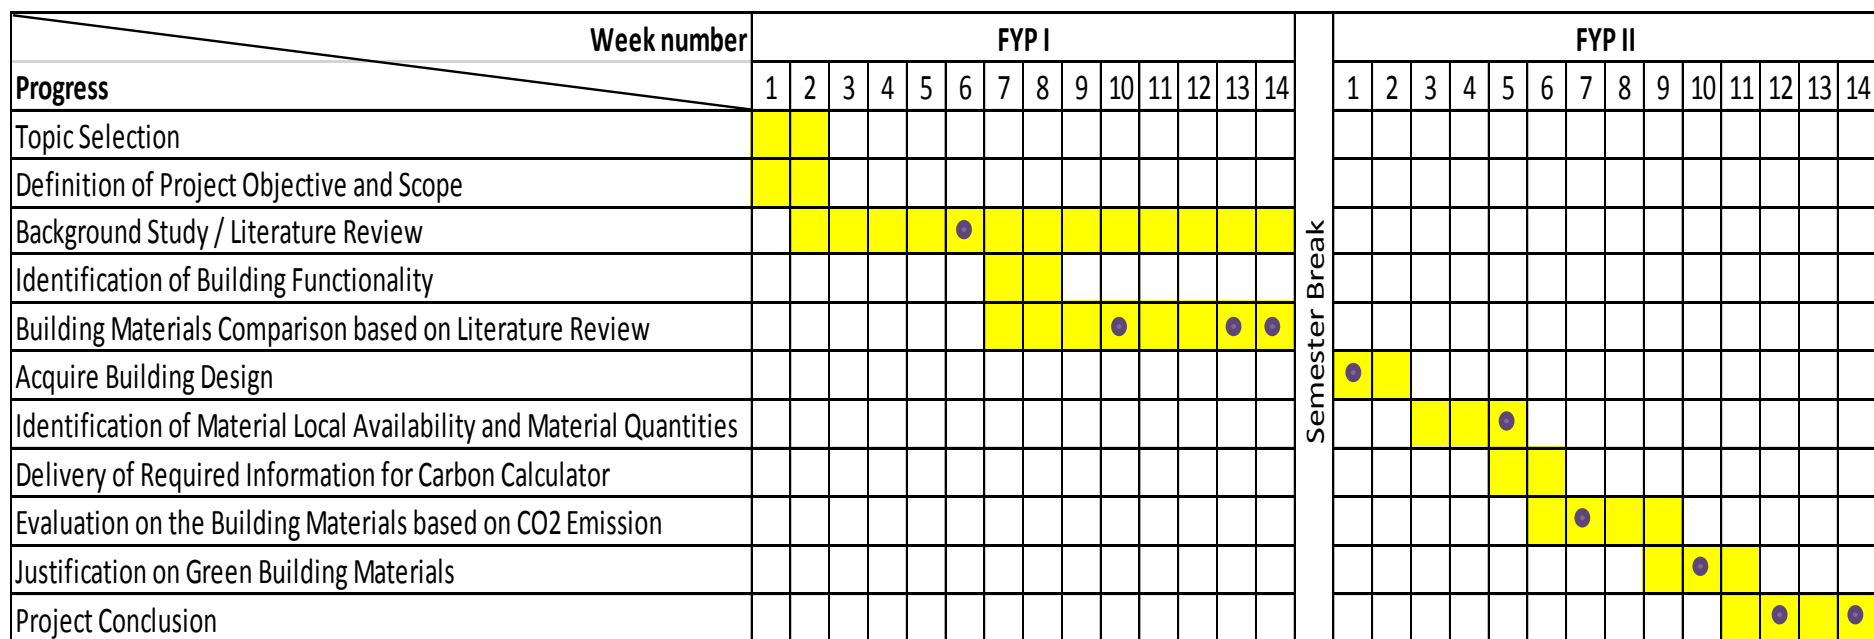 Week number FYP I FYP II
Progress 1 2 3 4 5 6 7 8 9 10 11 12 13 14 1 2 3 4 5 6 7 8 9 10 11 12 13 14
Topic Selection
Definition of Project Objective and Scope
Background Study / Literature Review
Identification of Building Functionality
Building Materials Comparison based on Literature Review
Semester Break
Acquire Building Design
Identification of Material Local Availability and Material Quantities
Delivery of Required Information for Carbon Calculator
Evaluation on the Building Materials based on CO2 Emission
Justification on Green Building Materials
Project Conclusion